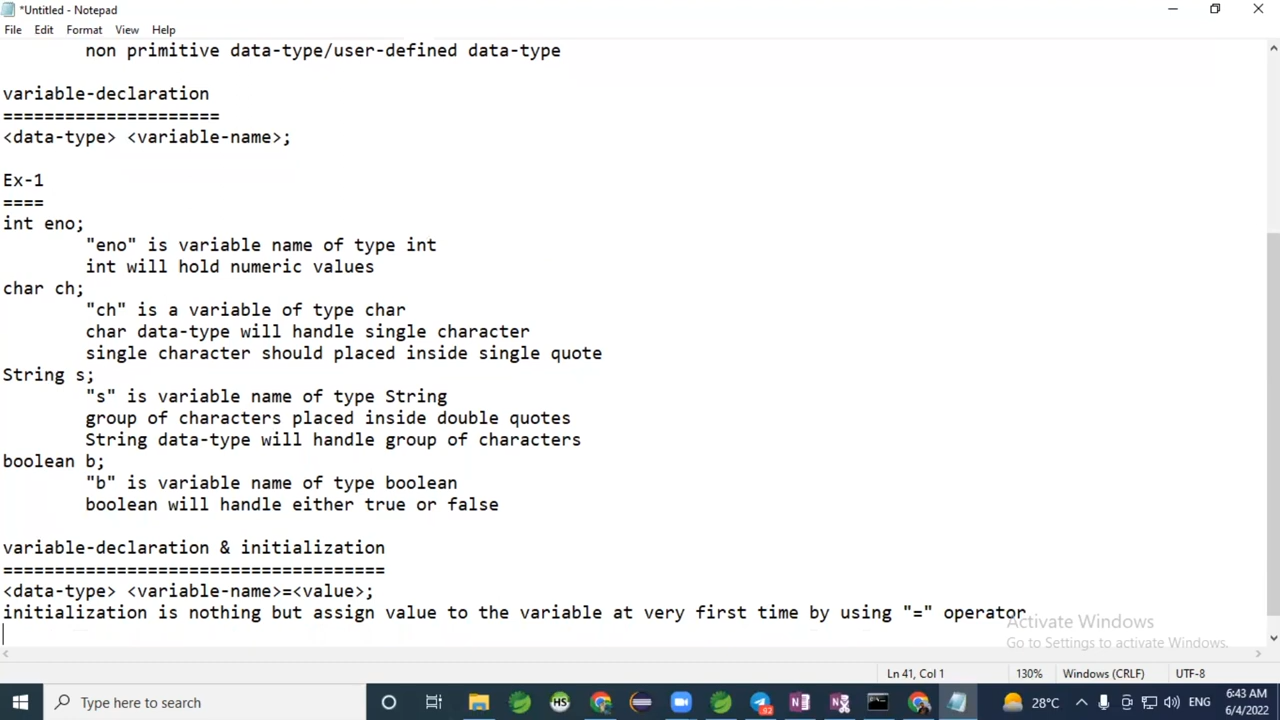 *Untitled - Notepad
File Edit Format View Help
non primitive data-type/user-defined data-type
variable-declaration
=====================
<data-type> <variable-name>;
Ex-1
====
int eno;
"eno" is variable name of type int
int will hold numeric values
char ch;
"ch" is a variable of type char
char data-type will handle single character
single character should placed inside single quote
String s;
"s" is variable name of type String
group of characters placed inside double quotes
String data-type will handle group of characters
boolean b;
"b" is variable name of type boolean
boolean will handle either true or false
variable-declaration & initialization
=====================================
<data-type> <variable-name>=<value>;
initialization is nothing but assign value to the variable at very first time by using "=" operator
Activate Windows
Go to Settings to activate Windows.
Ln 41, Col 1 130% Windows (CRLF) UTF-8
Type here to search HS 92 28°C ENG 6:43 AM
6/4/2022